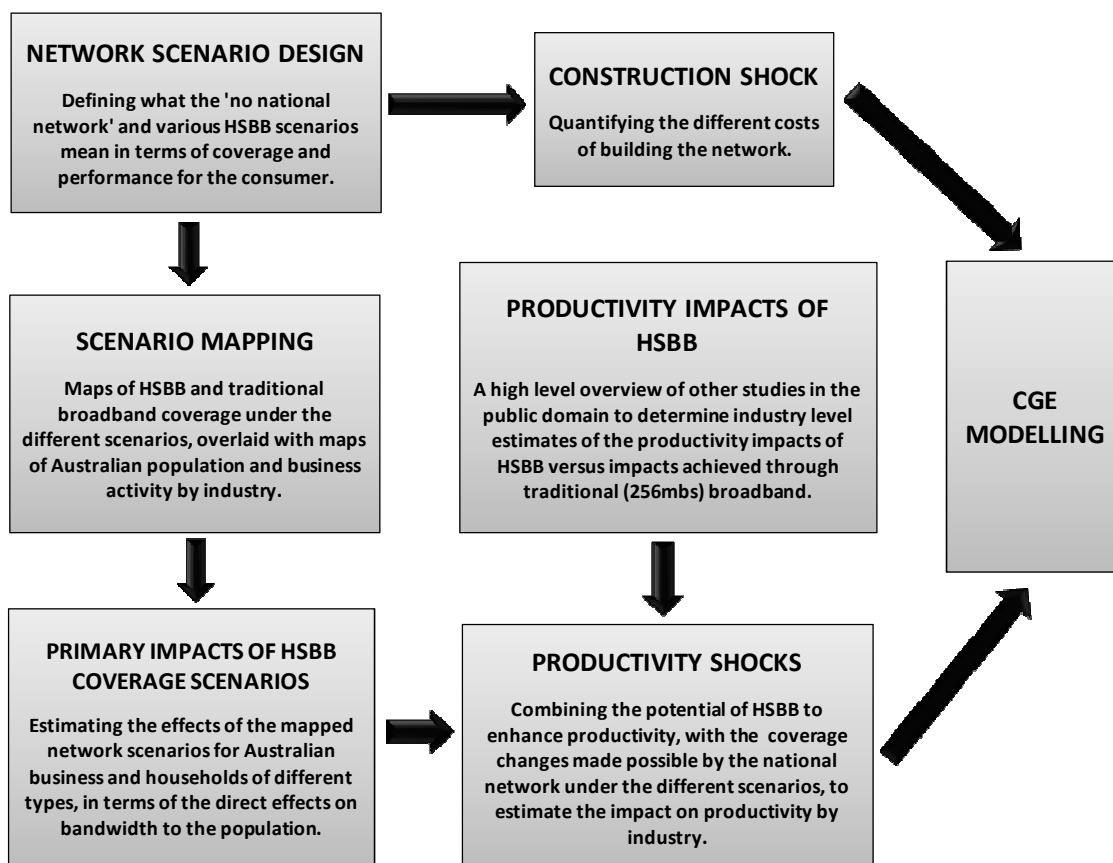 NETWORK SCENARIO DESIGN
Defining what the 'no national
network' and various HSBB scenarios
mean in terms of coverage and
performance for the consumer.
CONSTRUCTION SHOCK
Quantifying the different costs
of building the network.
SCENARIO MAPPING
Maps of HSBB and traditional
broadband coverage under the
different scenarios, overlaid with maps
of Australian population and business
activity by industry.
PRODUCTIVITY IMPACTS OF
HSBB
A high level overview of other studies in the
public domain to determine industry level
estimates of the productivity impacts of
HSBB versus impacts achieved through
traditional (256mbs) broadband.
CGE
MODELLING
PRIMARY IMPACTS OF HSBB
COVERAGE SCENARIOS
Estimating the effects of the mapped
network scenarios for Australian
business and households of different
types, in terms of the direct effects on
bandwidth to the population.
PRODUCTIVITY SHOCKS
Combining the potential of HSBB to
enhance productivity, with the coverage
changes made possible by the national
network under the different scenarios, to
estimate the impact on productivity by
industry.